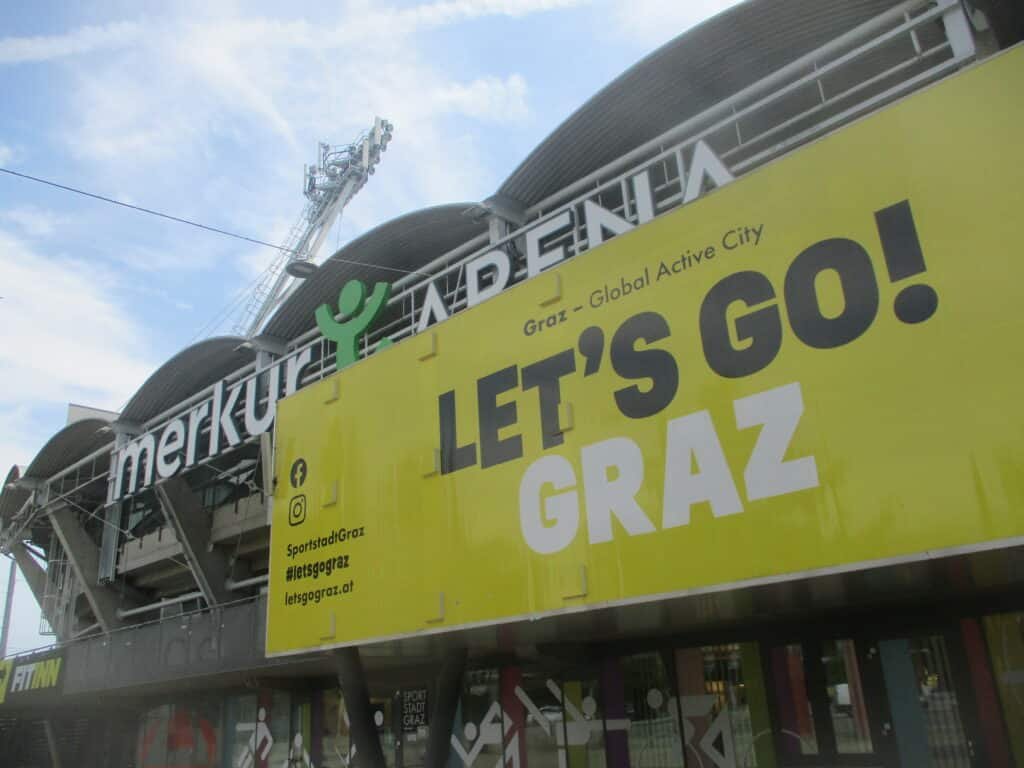 merkur ARENA
Graz – Global Active City
LET'S GO!
GRAZ
SportstadtGraz
#letsgograz
letsgograz.at
FITINN
SPORT
STADT
GRAZ